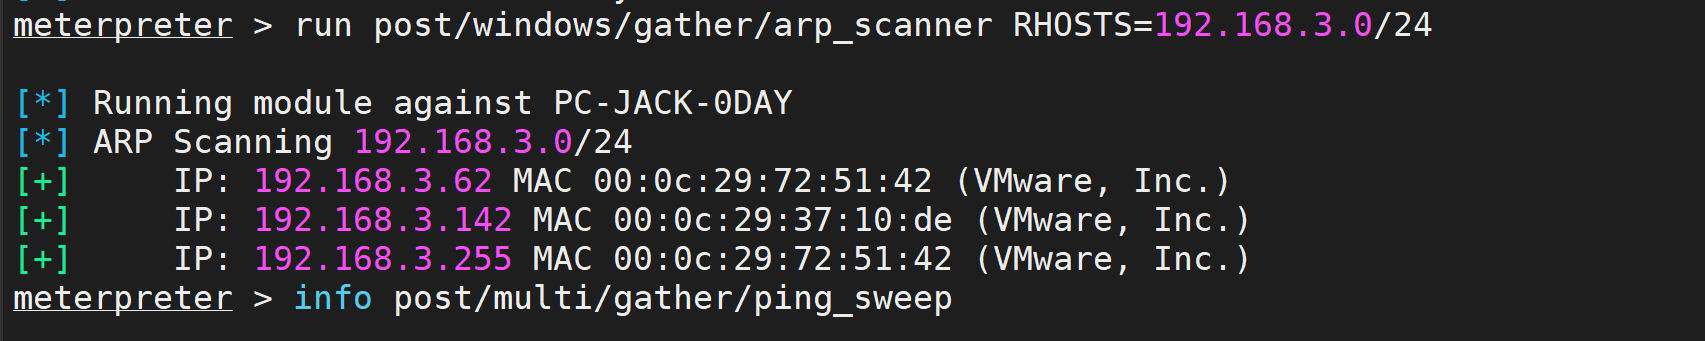 meterpreter > run post/windows/gather/arp_scanner RHOSTS=192.168.3.0/24
[*] Running module against PC-JACK-0DAY
[*] ARP Scanning 192.168.3.0/24
[+]     IP: 192.168.3.62 MAC 00:0c:29:72:51:42 (VMware, Inc.)
[+]     IP: 192.168.3.142 MAC 00:0c:29:37:10:de (VMware, Inc.)
[+]     IP: 192.168.3.255 MAC 00:0c:29:72:51:42 (VMware, Inc.)
meterpreter > info post/multi/gather/ping_sweep